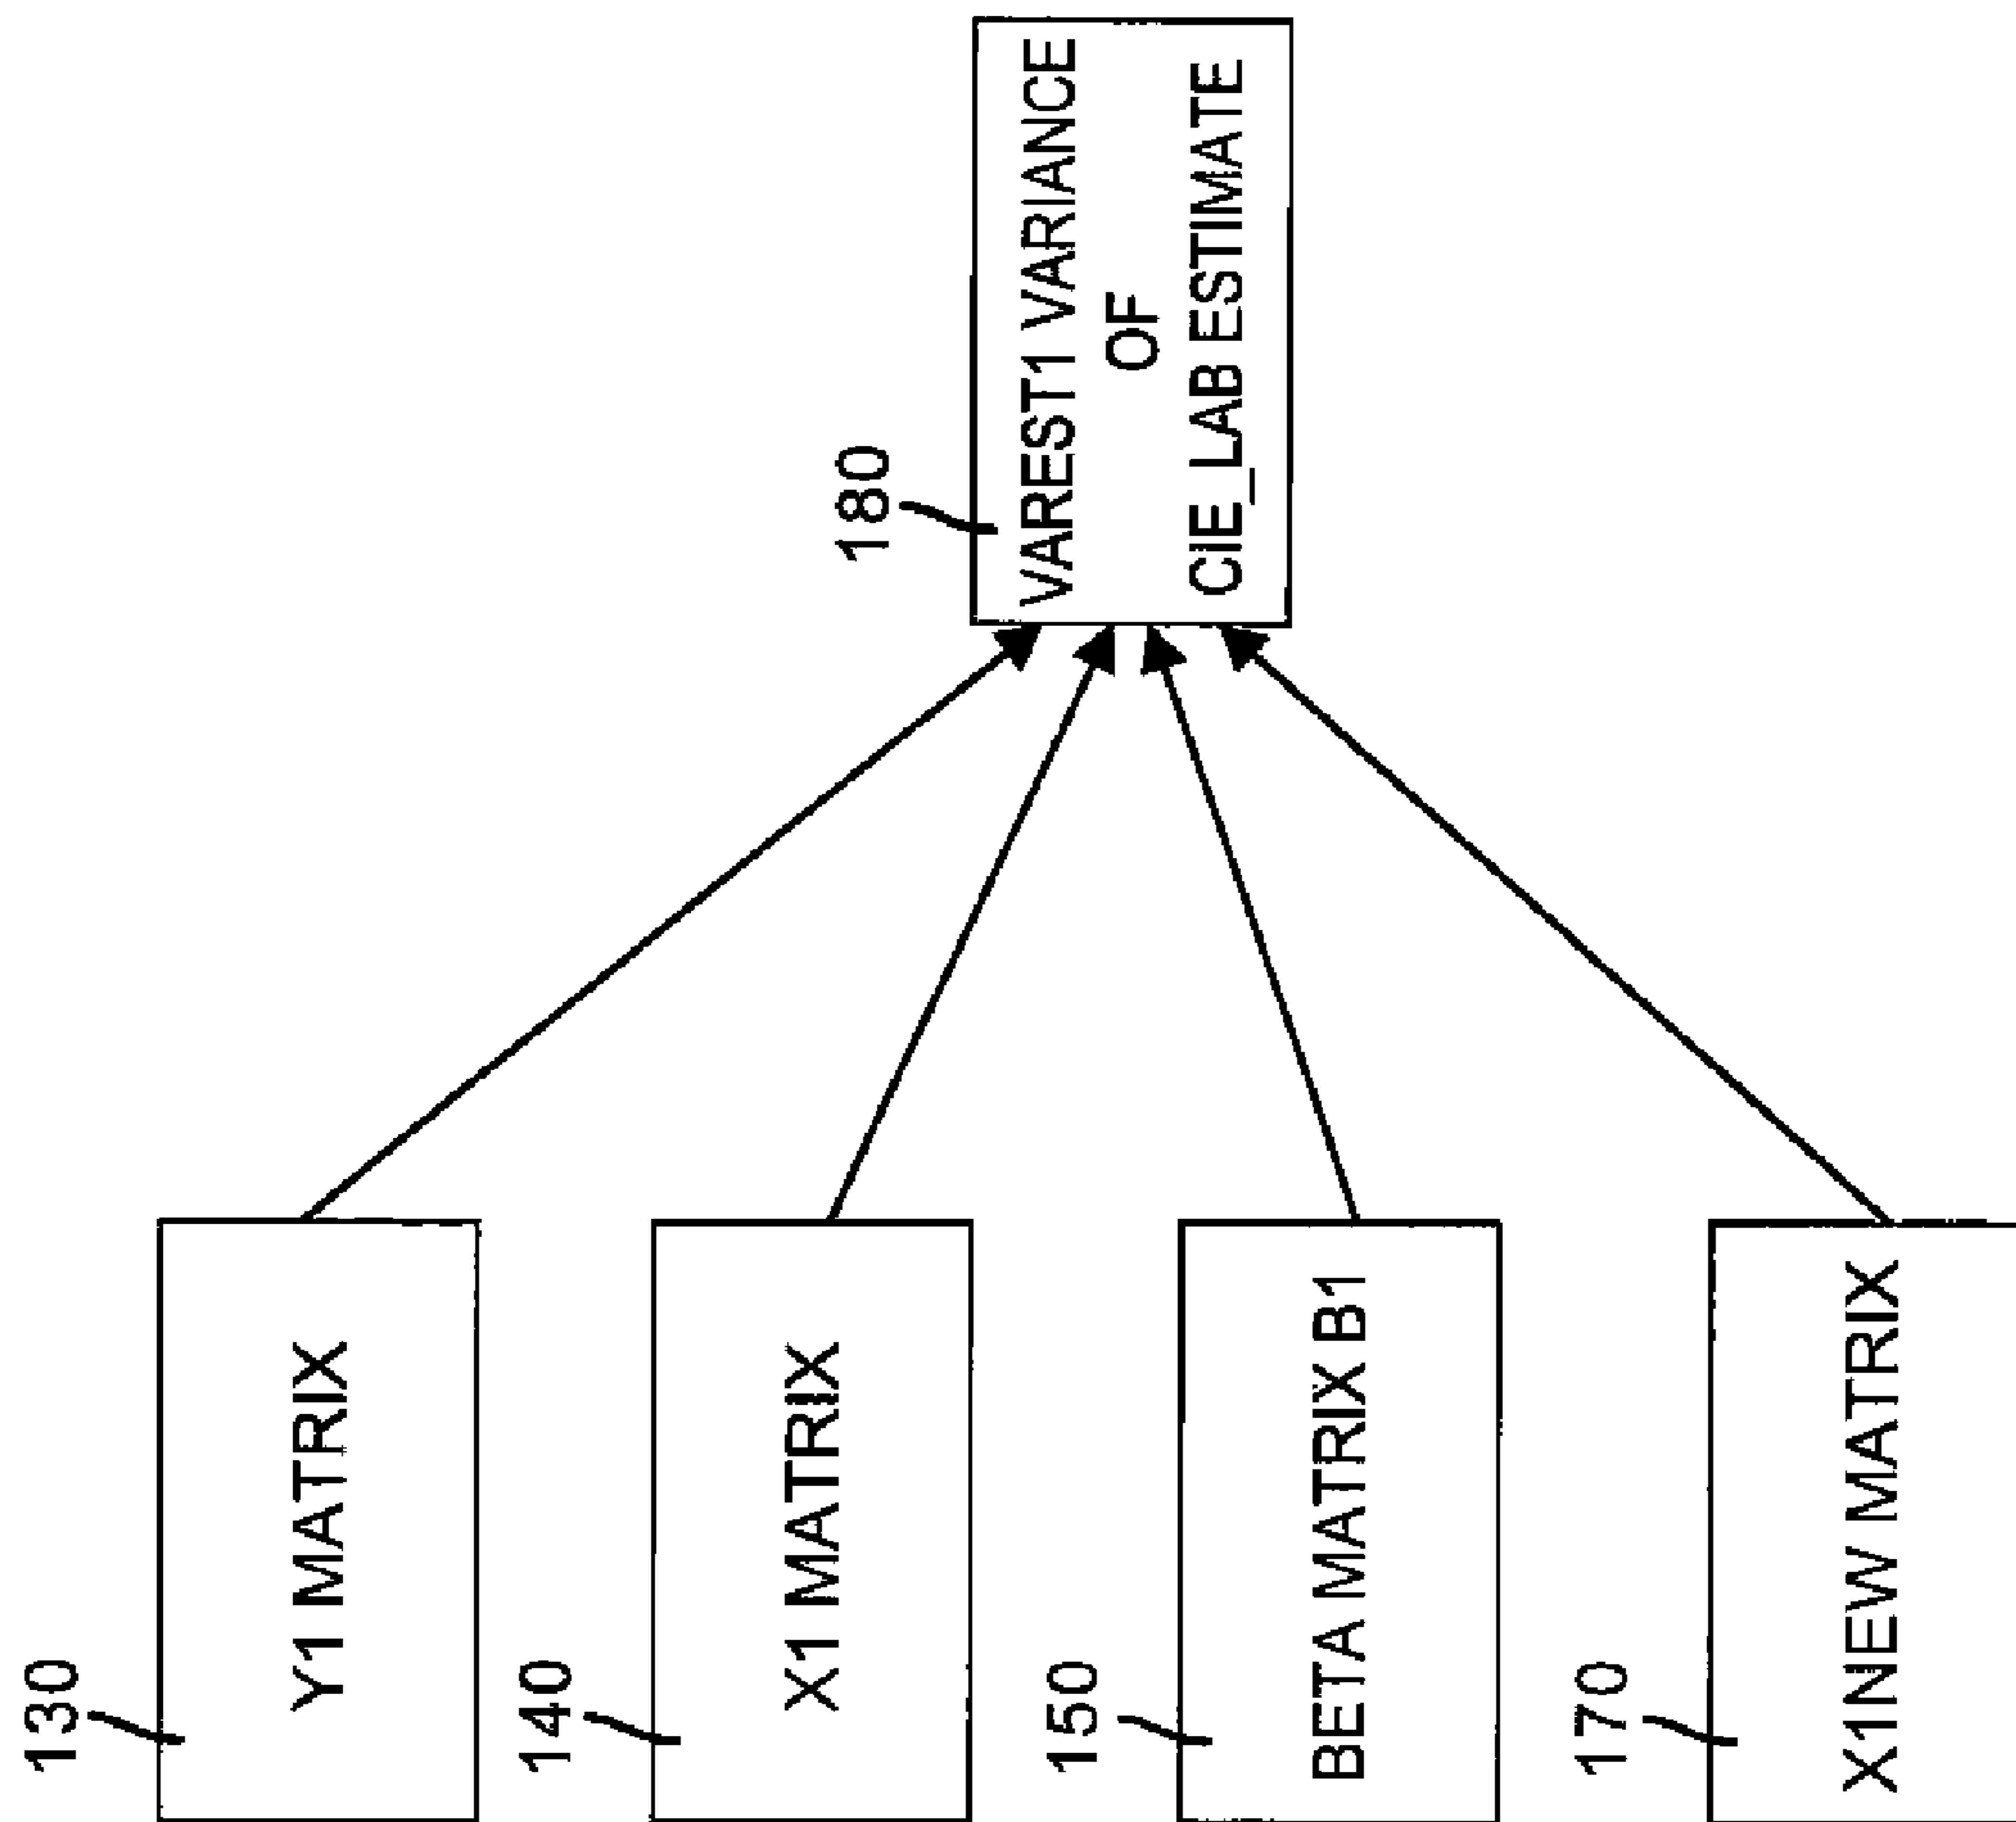 130
Y1 MATRIX
140
X1 MATRIX
150
BETA MATRIX B1
170
X1NEW MATRIX
180
VAREST1 VARIANCE
OF
CIE_LAB ESTIMATE